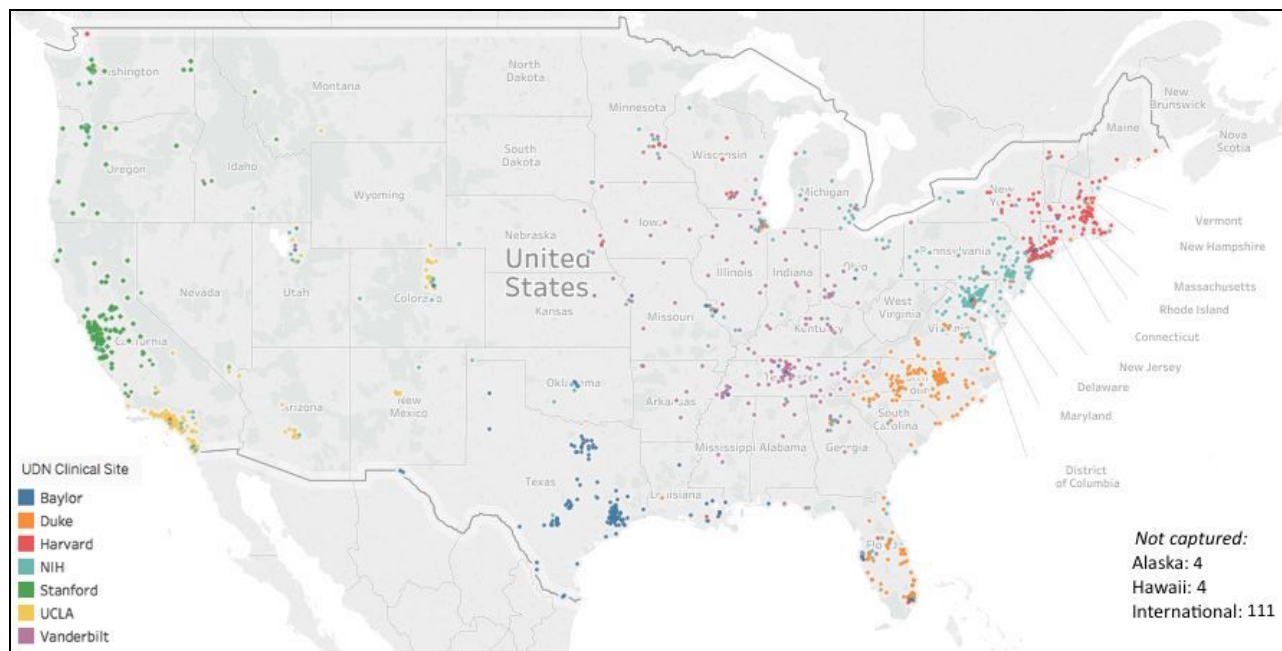 Washington
Montana
North
Dakota
Minnesota
New
Brunswick
Maine
Nova
Scotia
Oregon
Idaho
South
Dakota
Wisconsin
Michigan
New
Wyoming
Iowa
Nebraska
Pennsylvania
Vermont
New Hampshire
Massachusetts
Rhode Island
Connecticut
New Jersey
Delaware
Maryland
District
of Columbia
United
States
Nevada
Utah
Colorado
Kansas
Missouri
Illinois
Indiana
Ohio
West
Virginia
Virginia
Kentucky
California
Arizona
New
Mexico
Oklahoma
Arkansas
South
Carolina
Mississippi
Alabama
Georgia
Texas
Louisiana
Florida
UDN Clinical Site
Baylor
Duke
Harvard
NIH
Stanford
UCLA
Vanderbilt
Not captured:
Alaska: 4
Hawaii: 4
International: 111